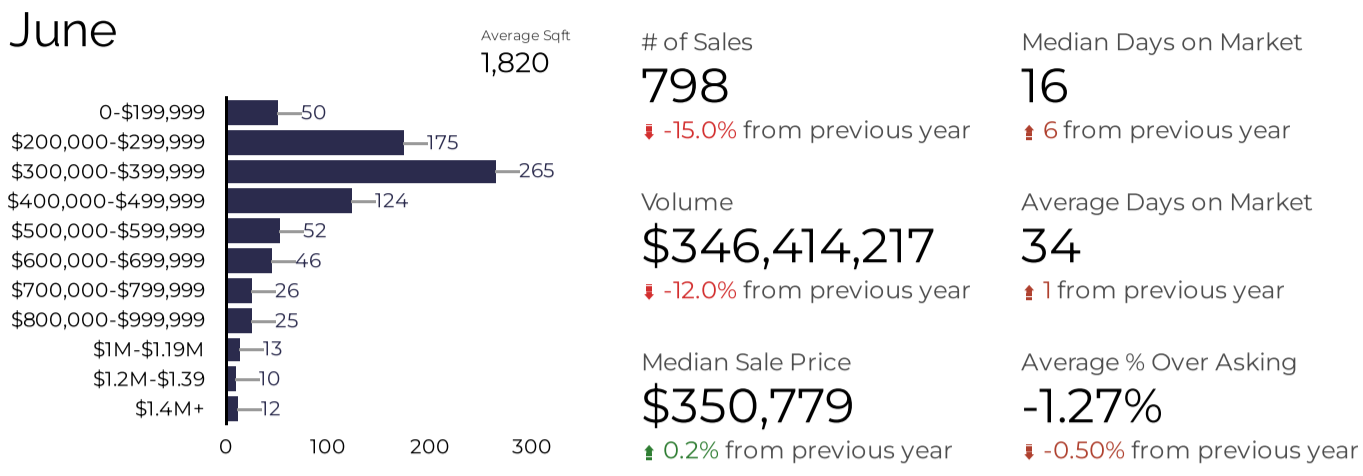 June
Average Sqft
1,820
0-$199,999 50
$200,000-$299,999 175
$300,000-$399,999 265
$400,000-$499,999 124
$500,000-$599,999 52
$600,000-$699,999 46
$700,000-$799,999 26
$800,000-$999,999 25
$1M-$1.19M 13
$1.2M-$1.39 10
$1.4M+ 12
0 100 200 300
# of Sales
798
-15.0% from previous year
Volume
$346,414,217
-12.0% from previous year
Median Sale Price
$350,779
0.2% from previous year
Median Days on Market
16
6 from previous year
Average Days on Market
34
1 from previous year
Average % Over Asking
-1.27%
-0.50% from previous year